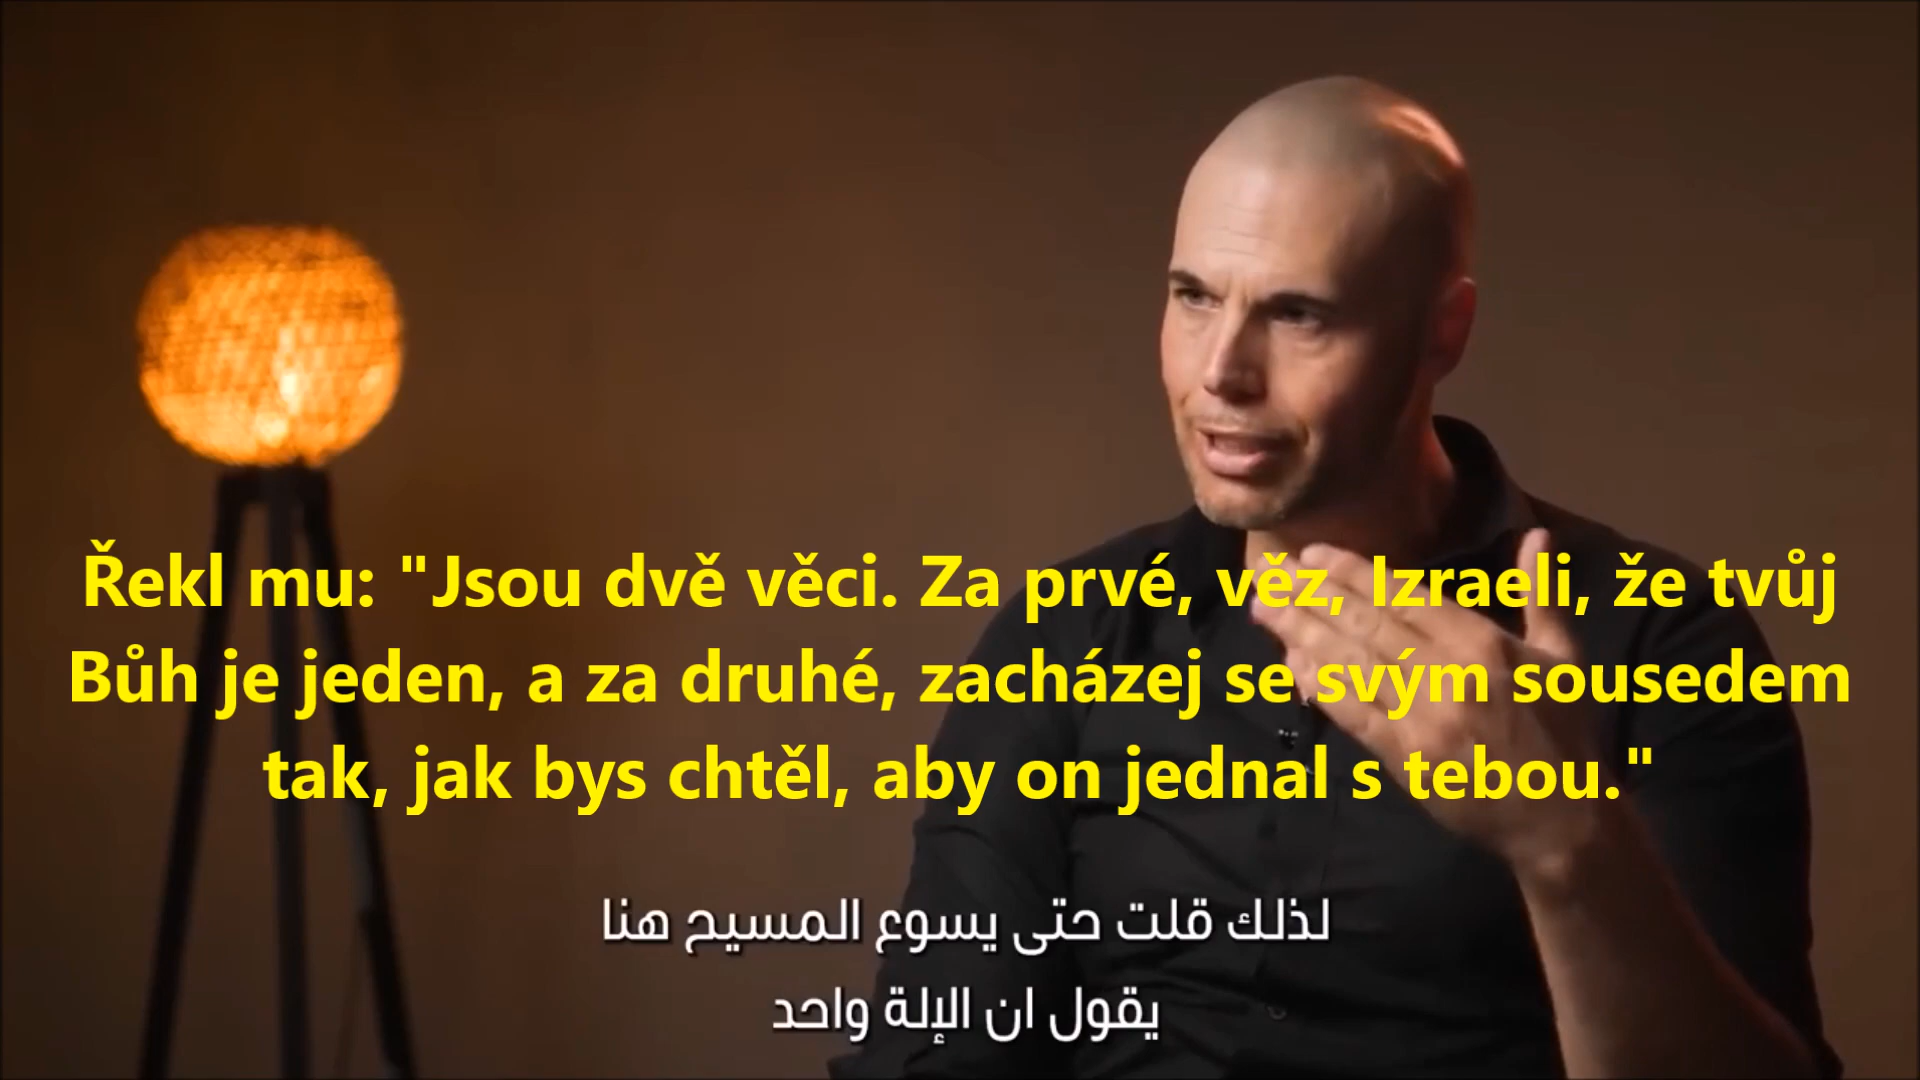 Řekl mu: "Jsou dvě věci. Za prvé, věz, Izraeli, že tvůj
Bůh je jeden, a za druhé, zacházej se svým sousedem
tak, jak bys chtěl, aby on jednal s tebou."
لذلك قلت حتى يسوع المسيح هنا
يقول ان الإلة واحد